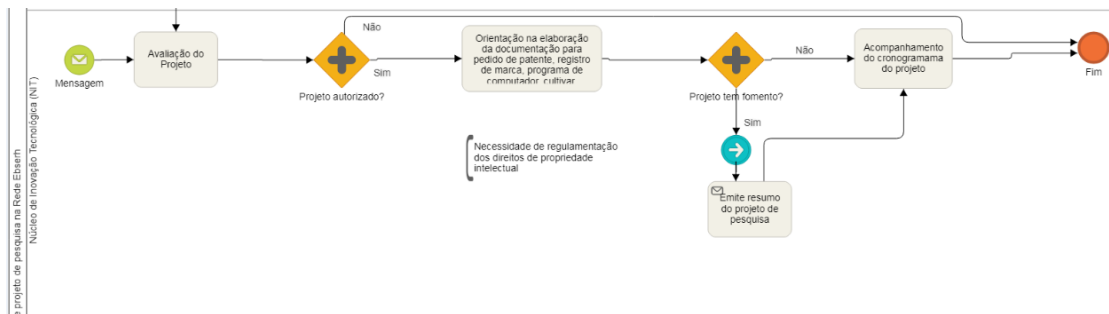 e projeto de pesquisa na Rede Ebserh
Núcleo de Inovação Tecnológica (NIT)
Mensagem
Avaliação do
Projeto
Projeto autorizado?
Não
Sim
Orientação na elaboração
da documentação para
pedido de patente, registro
de marca, programa de
computador, cultivar
Necessidade de regulamentação
dos direitos de propriedade
intelectual
Projeto tem fomento?
Não
Sim
Emite resumo
do projeto de
pesquisa
Acompanhamento
do cronogramama
do projeto
Fim